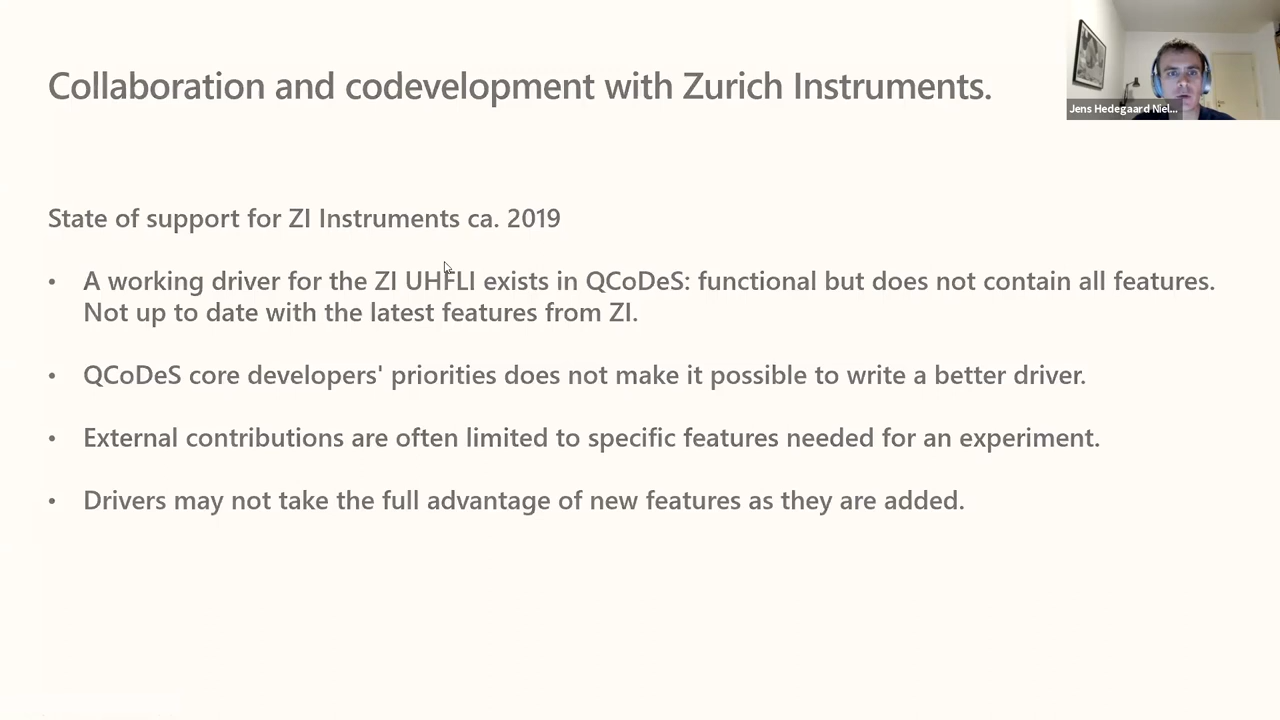 Collaboration and codevelopment with Zurich Instruments.
Jens Hedegaard Niel...
State of support for ZI Instruments ca. 2019
• A working driver for the ZI UHFLI exists in QCoDeS: functional but does not contain all features.
Not up to date with the latest features from ZI.
• QCoDeS core developers' priorities does not make it possible to write a better driver.
• External contributions are often limited to specific features needed for an experiment.
• Drivers may not take the full advantage of new features as they are added.